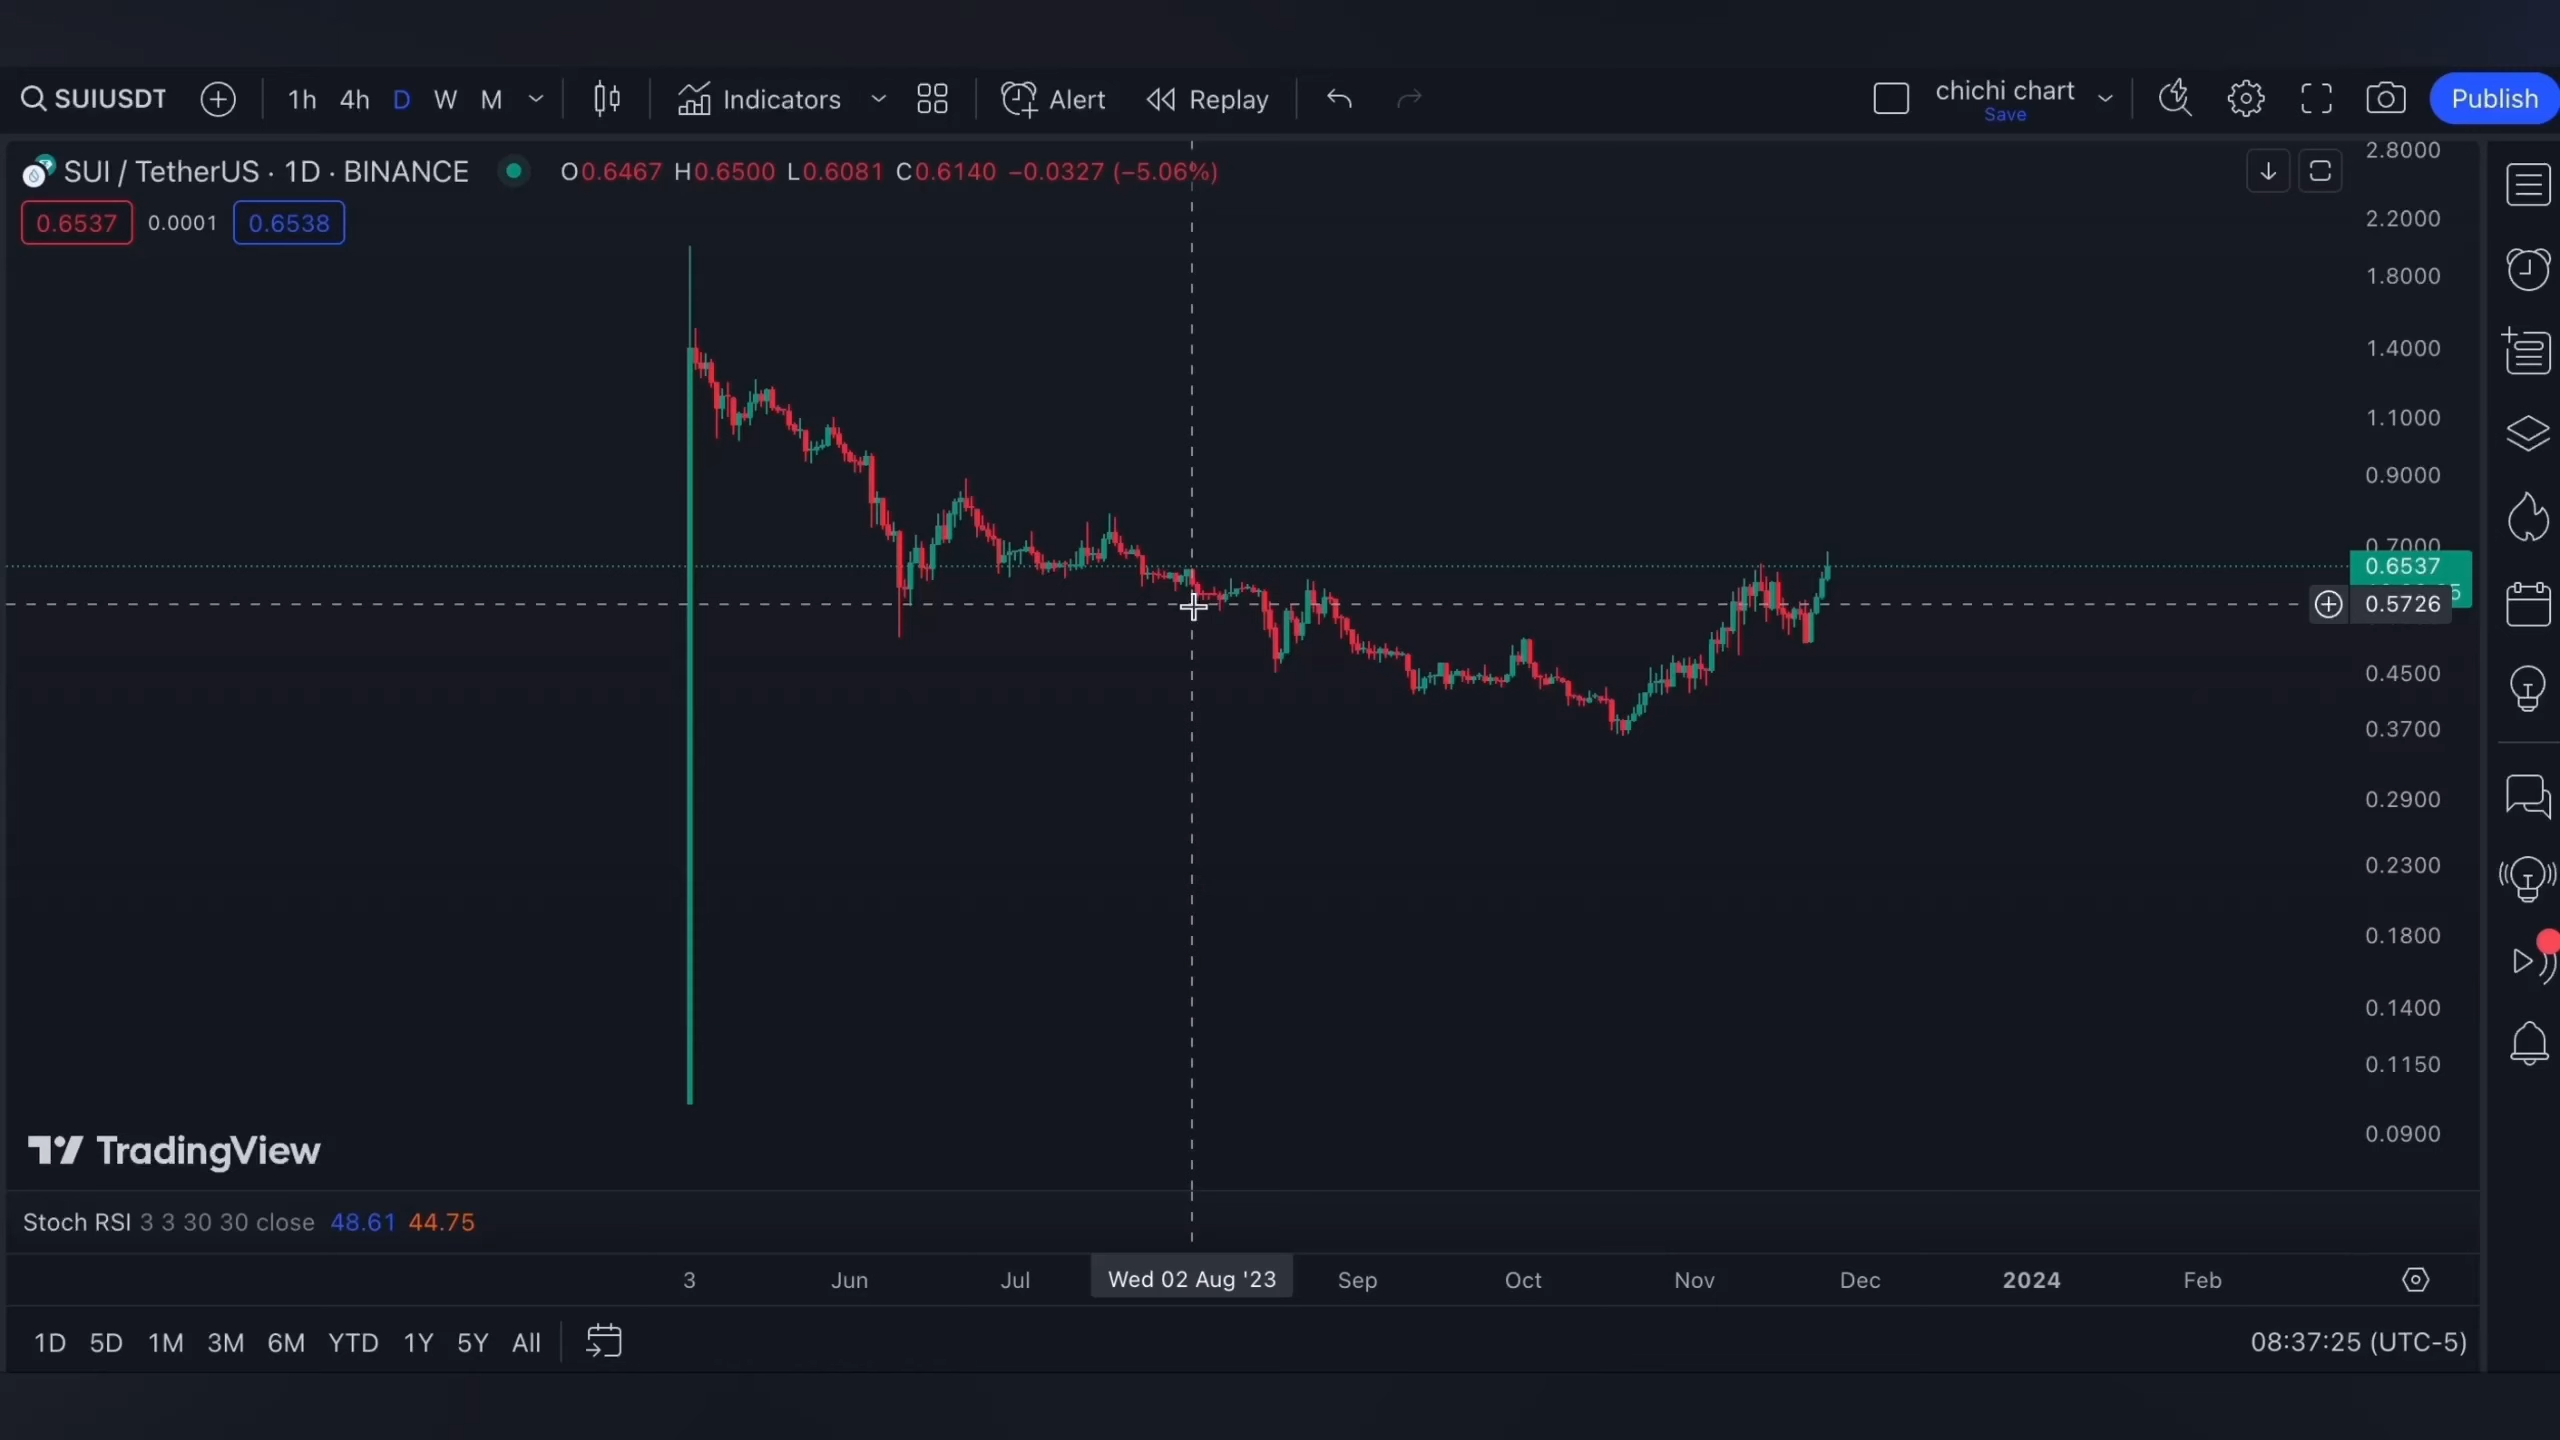 SUIUSDT 1h 4h D W M Indicators Alert Replay chichi chart Save Publish
SUI / TetherUS · 1D · BINANCE O0.6467 H0.6500 L0.6081 C0.6140 −0.0327 (−5.06%)
0.6537 0.0001 0.6538
2.8000
2.2000
1.8000
1.4000
1.1000
0.9000
0.7000
0.6537
0.5726
0.4500
0.3700
0.2900
0.2300
0.1800
0.1400
0.1150
0.0900
TradingView
Stoch RSI 3 3 30 30 close 48.61 44.75
3 Jun Jul Wed 02 Aug '23 Sep Oct Nov Dec 2024 Feb
1D 5D 1M 3M 6M YTD 1Y 5Y All 08:37:25 (UTC-5)